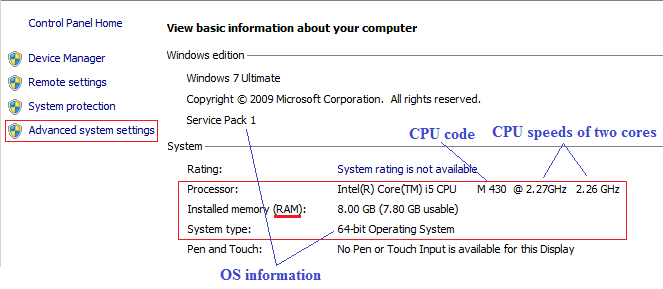 Control Panel Home
Device Manager
Remote settings
System protection
Advanced system settings
View basic information about your computer
Windows edition
Windows 7 Ultimate
Copyright © 2009 Microsoft Corporation. All rights reserved.
Service Pack 1
CPU code
CPU speeds of two cores
System
Rating: System rating is not available
Processor: Intel(R) Core(TM) i5 CPU M 430 @ 2.27GHz 2.26 GHz
Installed memory (RAM): 8.00 GB (7.80 GB usable)
System type: 64-bit Operating System
Pen and Touch: No Pen or Touch Input is available for this Display
OS information